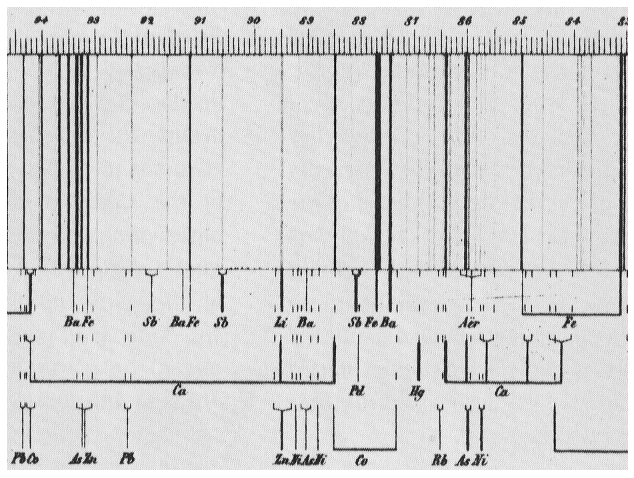 94 93 92 91 90 89 88 87 86 85 84 83
Ba Fe Sb Ba Fe Sb Li Ba Sb Fe Ba Aër Fe
Ca Pd Hg Ca
Pb Co As Zn Pb Zn Ni As Ni Co Rb As Ni